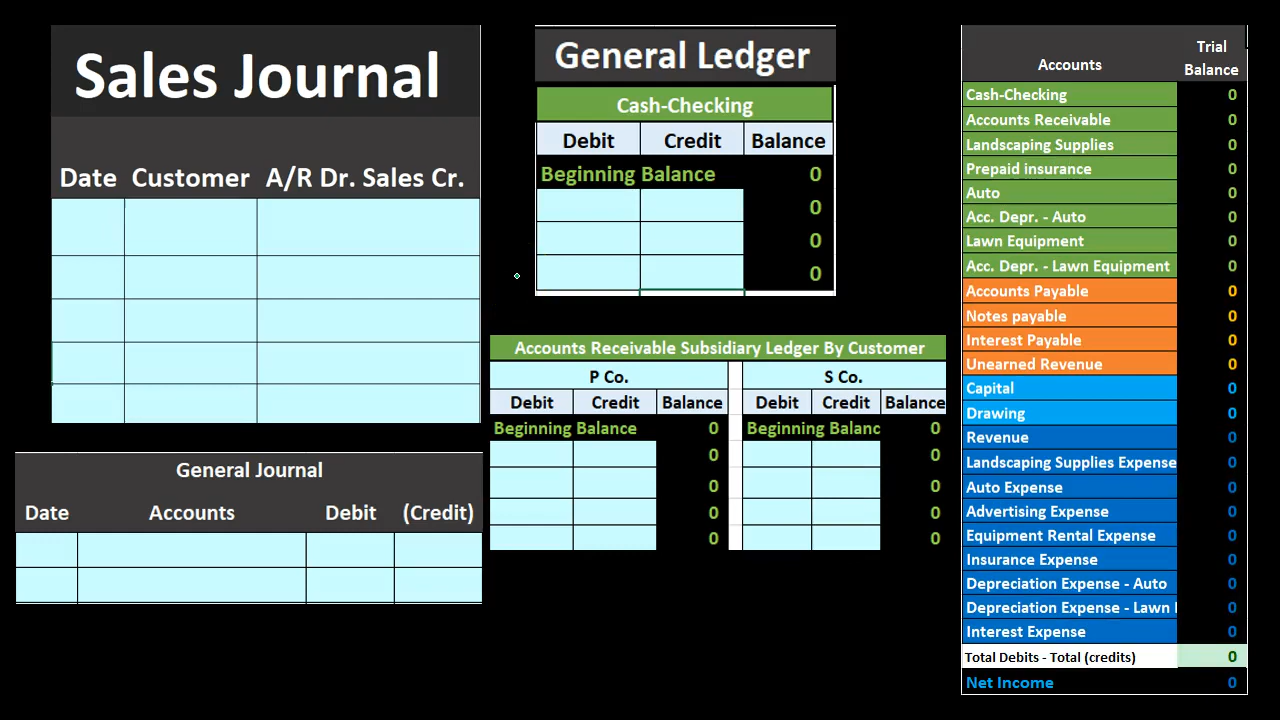 Sales Journal
Date Customer A/R Dr. Sales Cr.
General Journal
Date Accounts Debit (Credit)
General Ledger
Cash-Checking
Debit Credit Balance
Beginning Balance 0
0
0
0
Accounts Receivable Subsidiary Ledger By Customer
P Co. S Co.
Debit Credit Balance Debit Credit Balance
Beginning Balance 0 Beginning Balanc 0
0 0
0 0
0 0
0 0
Accounts Trial Balance
Cash-Checking 0
Accounts Receivable 0
Landscaping Supplies 0
Prepaid insurance 0
Auto 0
Acc. Depr. - Auto 0
Lawn Equipment 0
Acc. Depr. - Lawn Equipment 0
Accounts Payable 0
Notes payable 0
Interest Payable 0
Unearned Revenue 0
Capital 0
Drawing 0
Revenue 0
Landscaping Supplies Expense 0
Auto Expense 0
Advertising Expense 0
Equipment Rental Expense 0
Insurance Expense 0
Depreciation Expense - Auto 0
Depreciation Expense - Lawn 0
Interest Expense 0
Total Debits - Total (credits) 0
Net Income 0